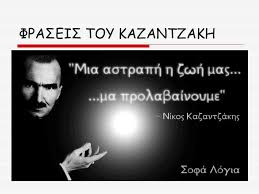 ΦΡΑΣΕΙΣ ΤΟΥ ΚΑΖΑΝΤΖΑΚΗ
"Μια αστραπή η ζωή μας...
...μα προλαβαίνουμε"
– Νίκος Καζαντζάκης
Σοφά Λόγια